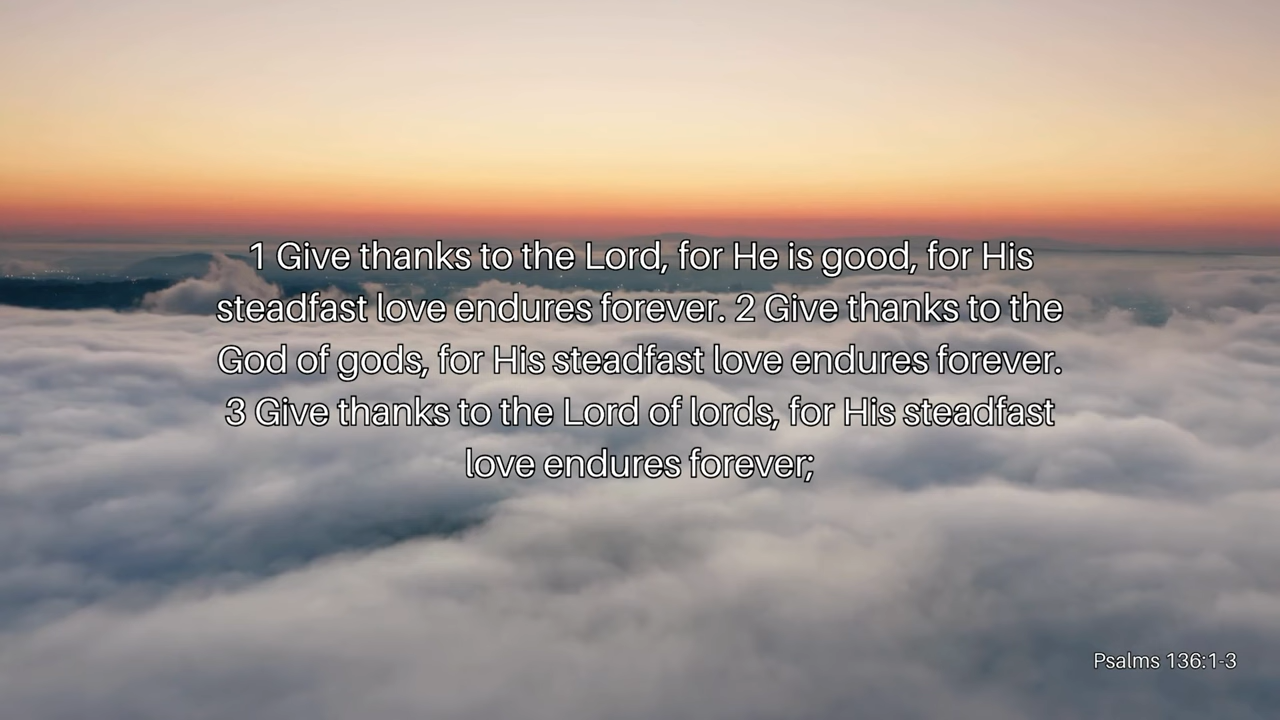 1 Give thanks to the Lord, for He is good, for His
steadfast love endures forever. 2 Give thanks to the
God of gods, for His steadfast love endures forever.
3 Give thanks to the Lord of lords, for His steadfast
love endures forever;
Psalms 136:1-3